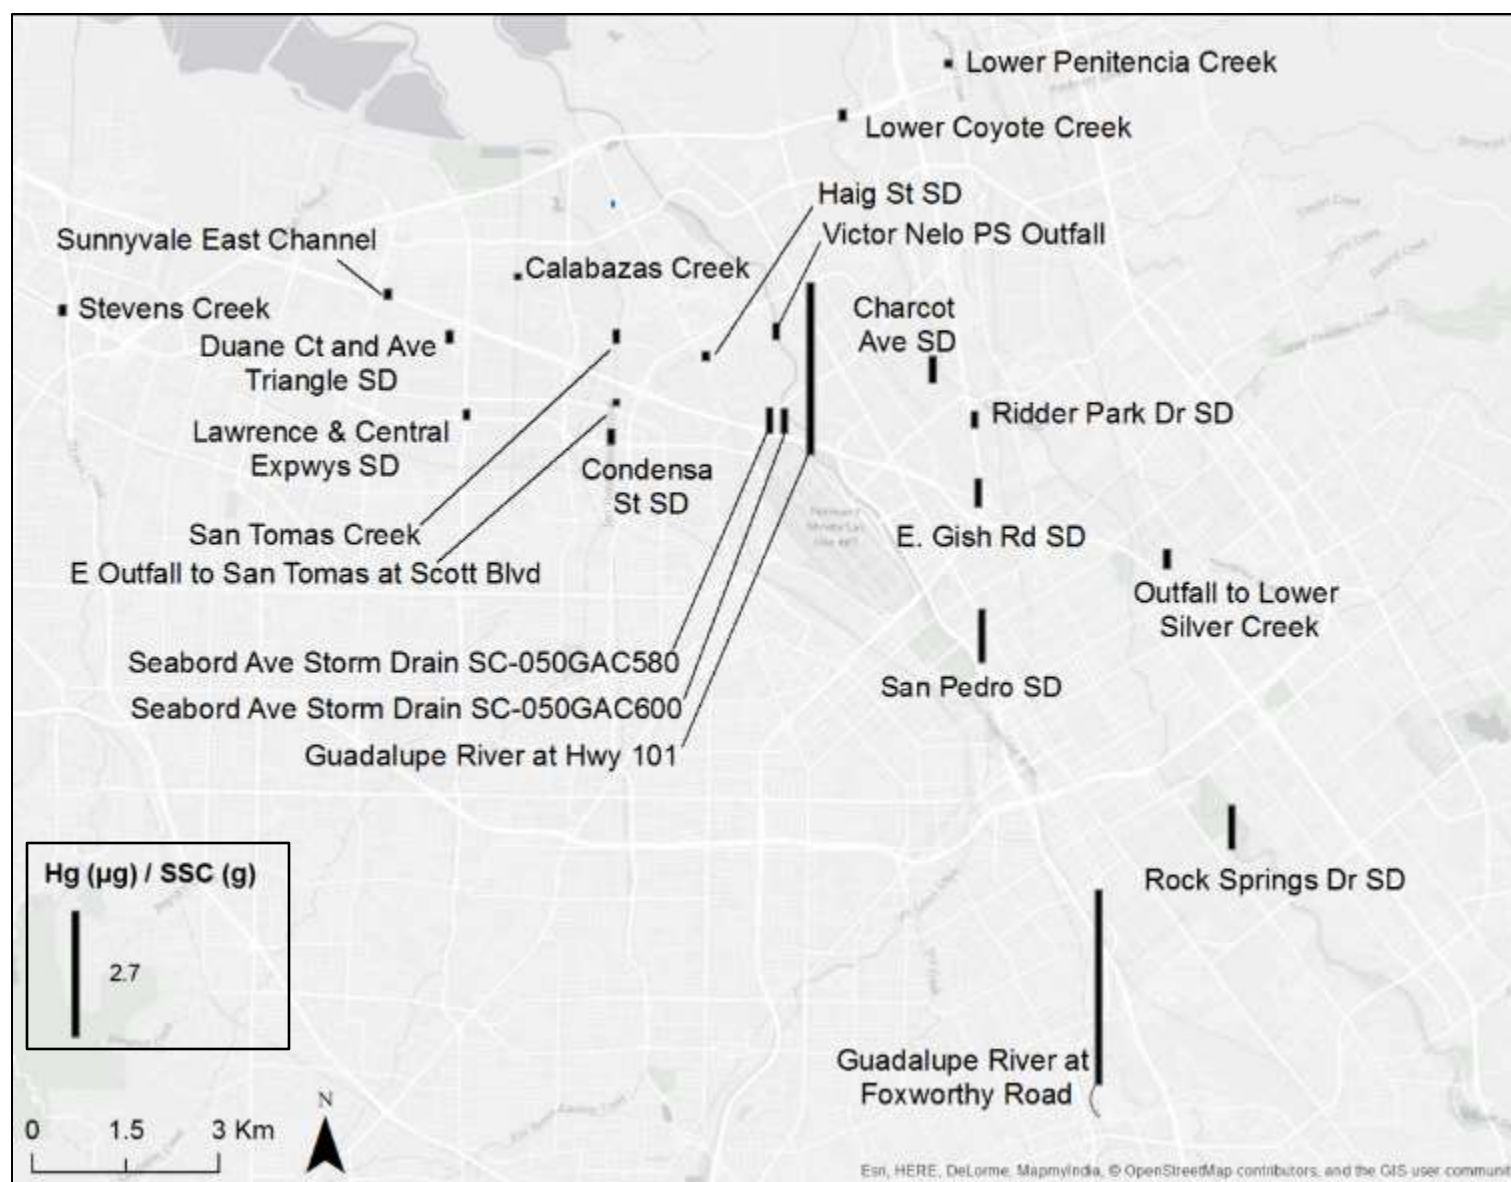 Lower Penitencia Creek
Lower Coyote Creek
Haig St SD
Victor Nelo PS Outfall
Sunnyvale East Channel
Calabazas Creek
Stevens Creek
Charcot
Ave SD
Duane Ct and Ave
Triangle SD
Ridder Park Dr SD
Lawrence & Central
Expwys SD
Condensa
St SD
San Tomas Creek
E. Gish Rd SD
E Outfall to San Tomas at Scott Blvd
Outfall to Lower
Silver Creek
Seabord Ave Storm Drain SC-050GAC580
San Pedro SD
Seabord Ave Storm Drain SC-050GAC600
Guadalupe River at Hwy 101
Hg (µg) / SSC (g)
2.7
Rock Springs Dr SD
Guadalupe River at
Foxworthy Road
N
0 1.5 3 Km
Esri, HERE, DeLorme, MapmyIndia, © OpenStreetMap contributors, and the GIS user communit